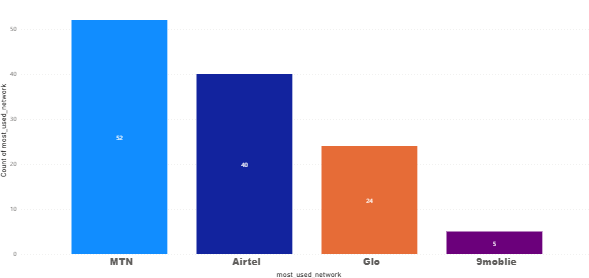 Count of most_used_network
50
40
30
20
10
0
52
40
24
5
MTN
Airtel
Glo
9moblie
most_used_network